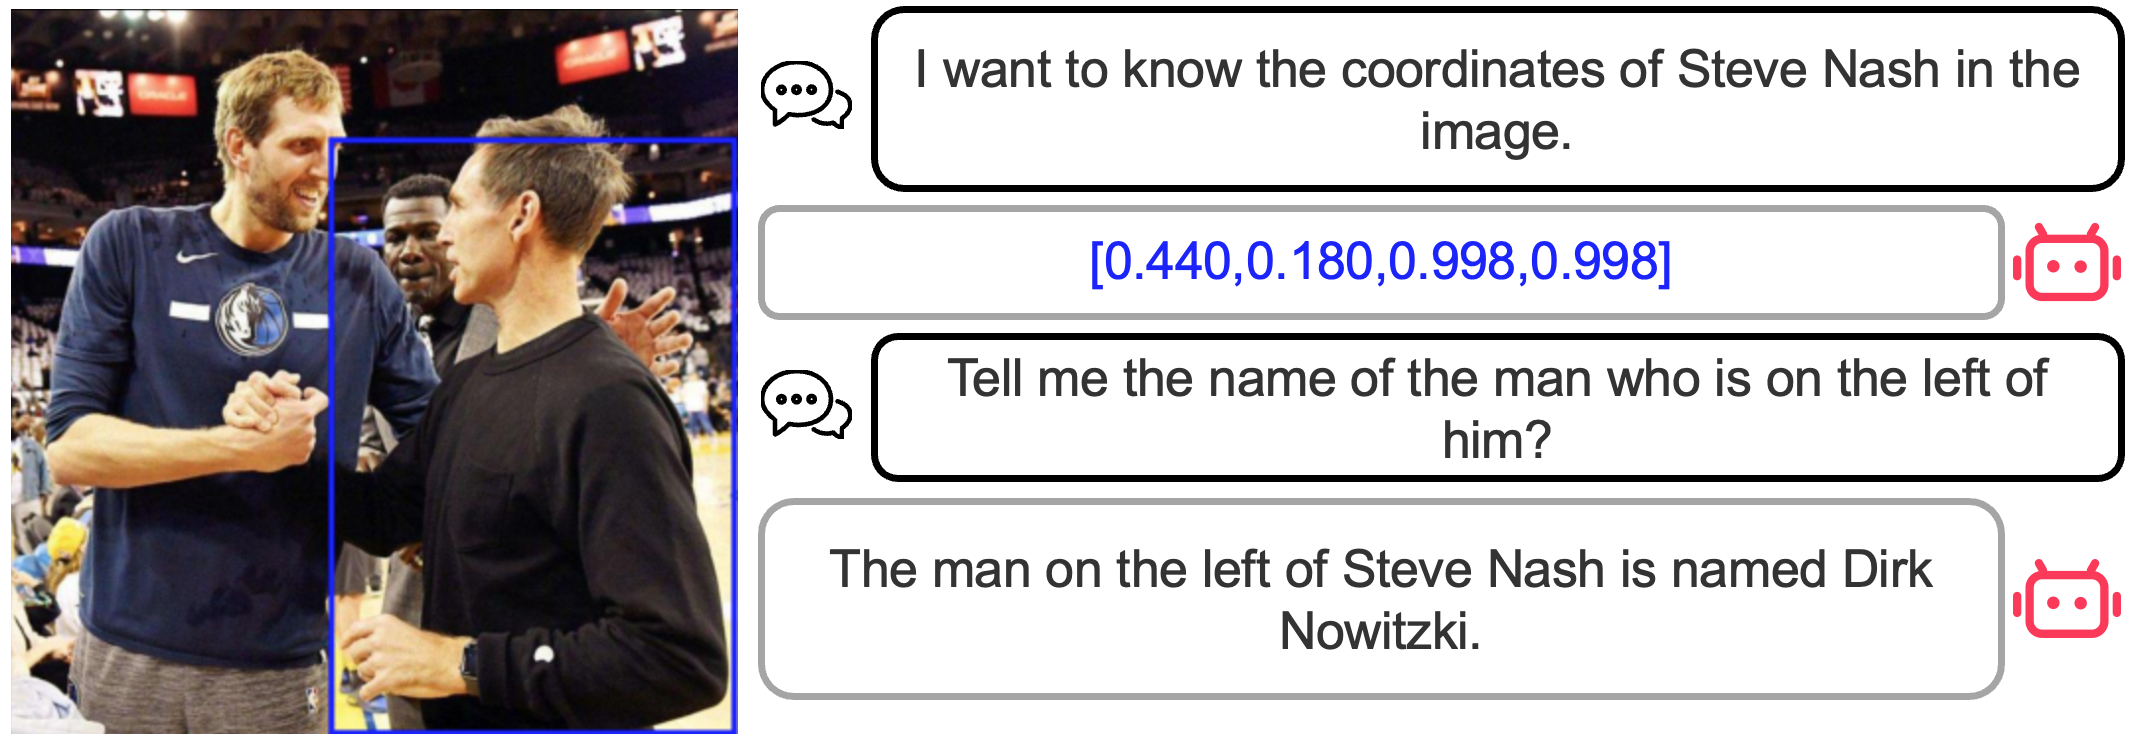 I want to know the coordinates of Steve Nash in the
image.
[0.440,0.180,0.998,0.998]
Tell me the name of the man who is on the left of
him?
The man on the left of Steve Nash is named Dirk
Nowitzki.
ORACLE